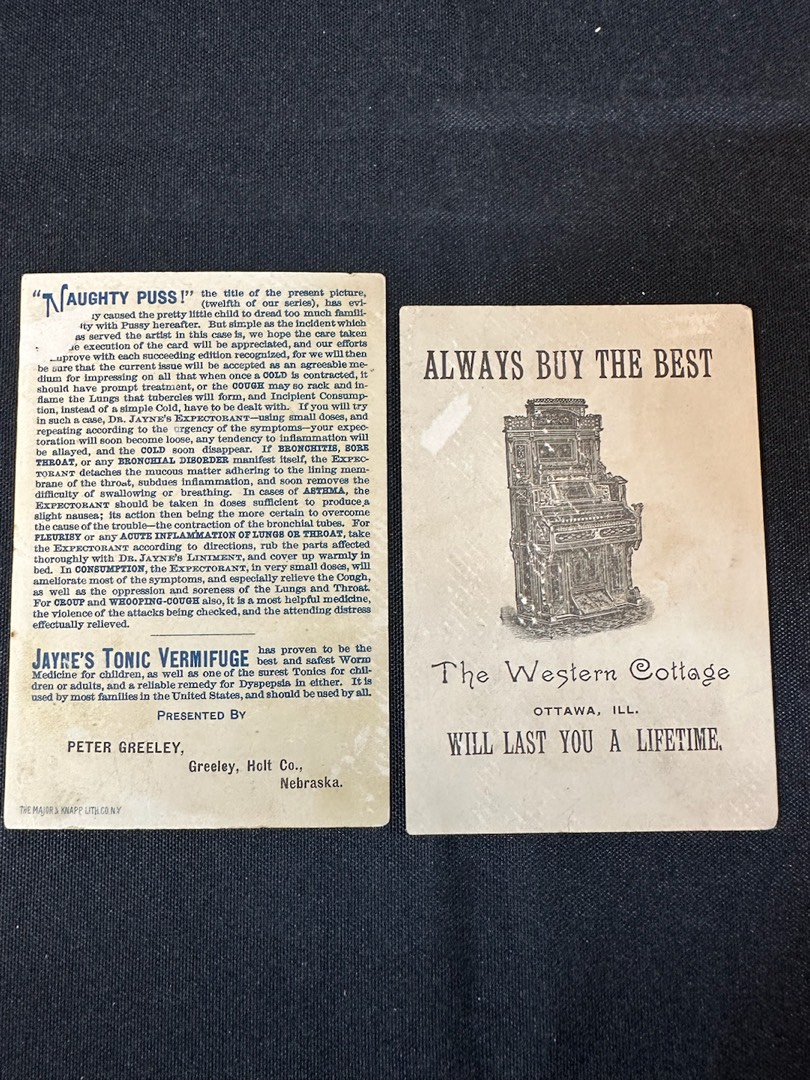 "NAUGHTY PUSS!" the title of the present picture,
(twelfth of our series), has evi-
ly caused the pretty little child to dread too much famili-
ity with Pussy hereafter. But simple as the incident which
as served the artist in this case is, we hope the care taken
e execution of the card will be appreciated, and our efforts
prove with each succeeding edition recognized, for we will then
be sure that the current issue will be accepted as an agreeable me-
dium for impressing on all that when once a COLD is contracted, it
should have prompt treatment, or the COUGH may so rack and in-
flame the Lungs that tubercles will form, and Incipient Consump-
tion, instead of a simple Cold, have to be dealt with. If you will try
in such a case, DR. JAYNE'S EXPECTORANT—using small doses, and
repeating according to the urgency of the symptoms—your expec-
toration will soon become loose, any tendency to inflammation will
be allayed, and the COLD soon disappear. If BRONCHITIS, SORE
THROAT, or any BRONCHIAL DISORDER manifest itself, the EXPEC-
TORANT detaches the mucous matter adhering to the lining mem-
brane of the throat, subdues inflammation, and soon removes the
difficulty of swallowing or breathing. In cases of ASTHMA, the
EXPECTORANT should be taken in doses sufficient to produce a
slight nausea; its action then being the more certain to overcome
the cause of the trouble—the contraction of the bronchial tubes. For
PLEURISY or any ACUTE INFLAMMATION OF LUNGS OR THROAT, take
the EXPECTORANT according to directions, rub the parts affected
thoroughly with DR. JAYNE'S LINIMENT, and cover up warmly in
bed. In CONSUMPTION, the EXPECTORANT, in very small doses, will
ameliorate most of the symptoms, and especially relieve the Cough,
as well as the oppression and soreness of the Lungs and Throat.
For CROUP and WHOOPING-COUGH also, it is a most helpful medicine,
the violence of the attacks being checked, and the attending distress
effectually relieved.
JAYNE'S TONIC VERMIFUGE has proven to be the
best and safest Worm
Medicine for children, as well as one of the surest Tonics for chil-
dren or adults, and a reliable remedy for Dyspepsia in either. It is
used by most families in the United States, and should be used by all.
PRESENTED BY
PETER GREELEY,
Greeley, Holt Co.,
Nebraska.
THE MAJOR & KNAPP LITH. CO. N.Y
ALWAYS BUY THE BEST
The Western Cottage
OTTAWA, ILL.
WILL LAST YOU A LIFETIME.